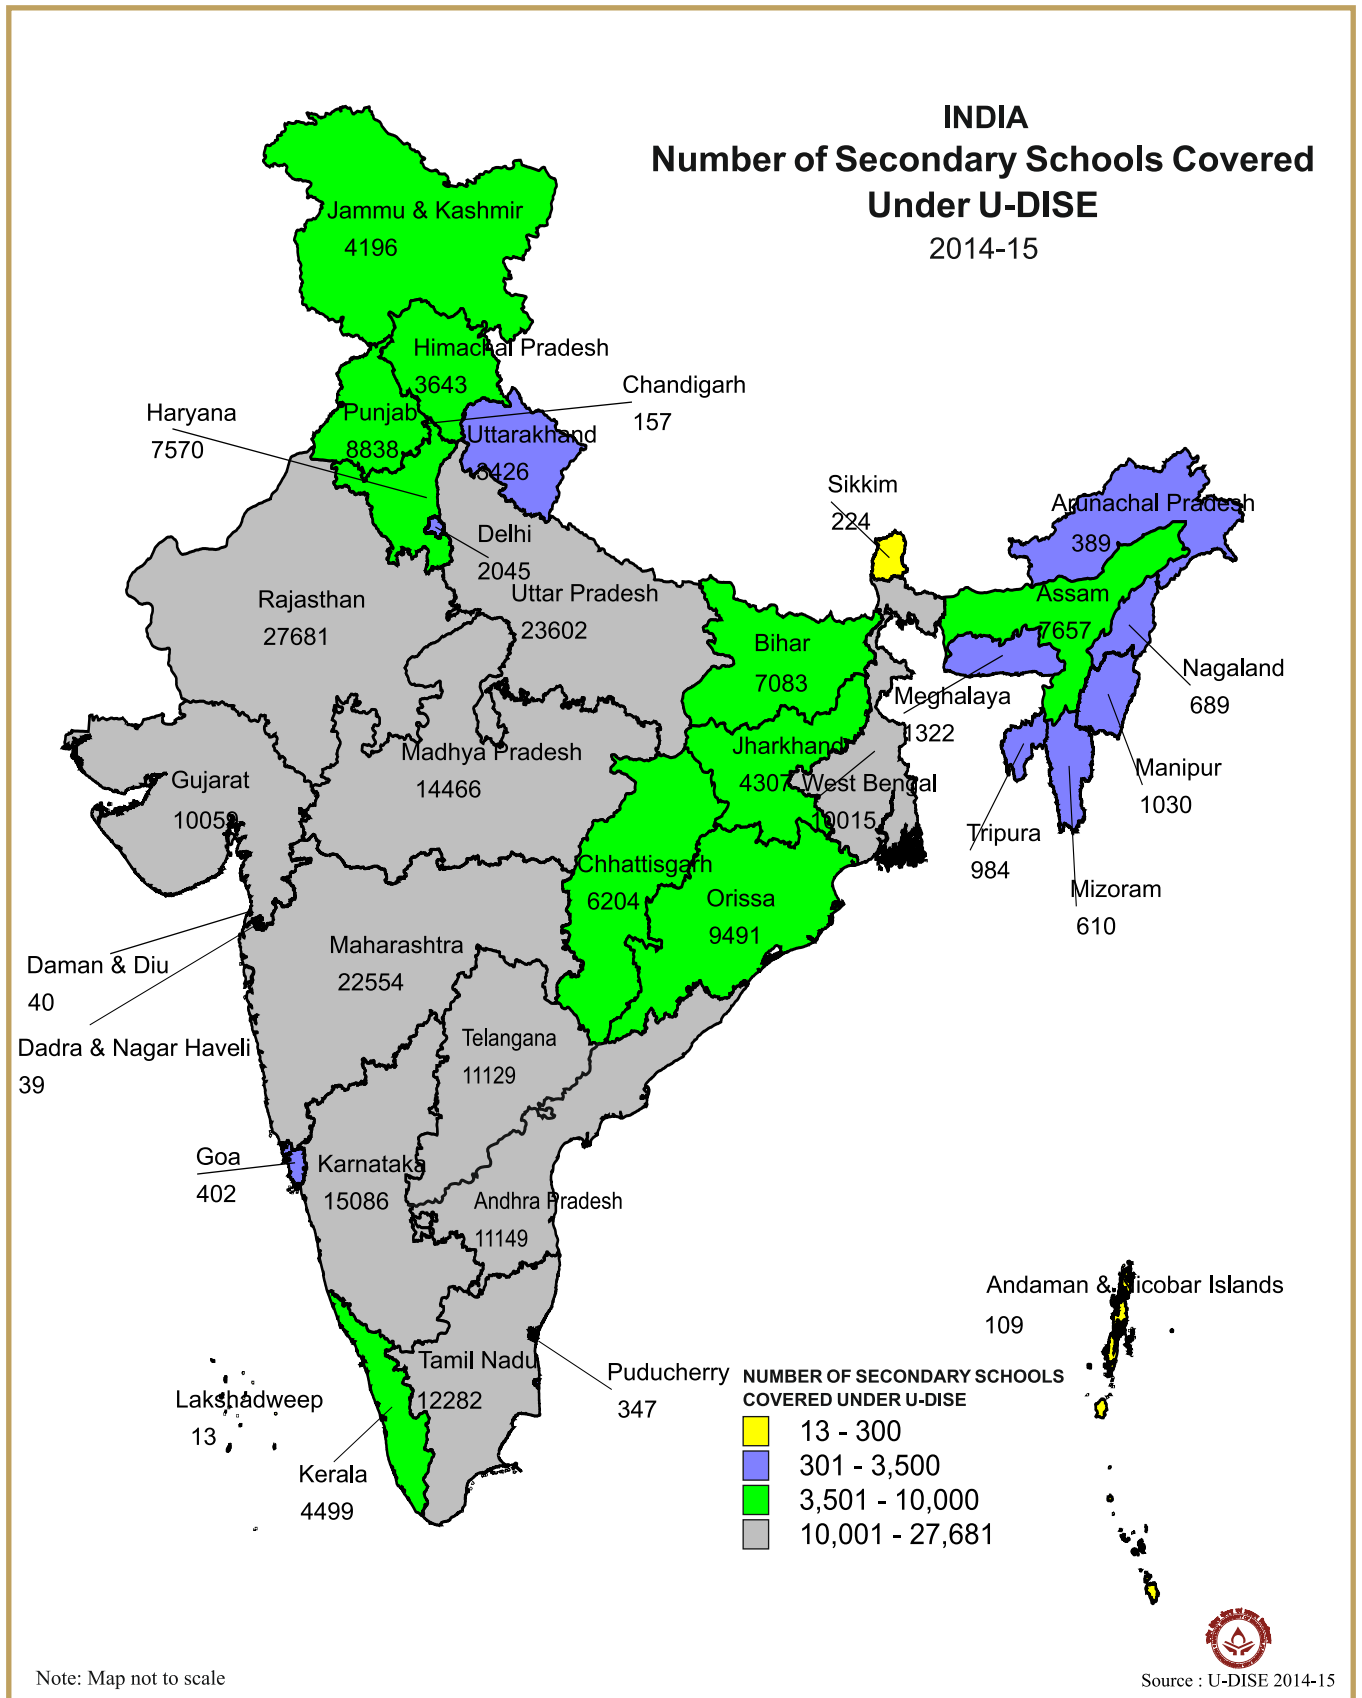 INDIA
Number of Secondary Schools Covered
Under U-DISE
2014-15
Jammu & Kashmir
4196
Himachal Pradesh
3643
Chandigarh
157
Haryana
7570
Punjab
8838
Uttarakhand
3426
Sikkim
224
Arunachal Pradesh
389
Delhi
2045
Rajasthan
27681
Uttar Pradesh
23602
Assam
7657
Bihar
7083
Nagaland
689
Meghalaya
1322
Jharkhand
4307
Madhya Pradesh
14466
Gujarat
10059
West Bengal
10015
Manipur
1030
Tripura
984
Mizoram
610
Chhattisgarh
6204
Orissa
9491
Maharashtra
22554
Daman & Diu
40
Dadra & Nagar Haveli
39
Telangana
11129
Goa
402
Karnataka
15086
Andhra Pradesh
11149
Andaman & Nicobar Islands
109
Tamil Nadu
12282
Puducherry
347
Lakshadweep
13
Kerala
4499
NUMBER OF SECONDARY SCHOOLS
COVERED UNDER U-DISE
13 - 300
301 - 3,500
3,501 - 10,000
10,001 - 27,681
Note: Map not to scale
Source : U-DISE 2014-15